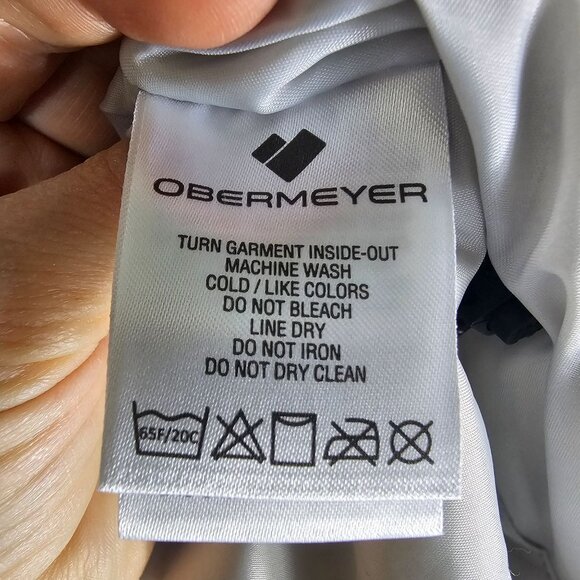 OBERMEYER
TURN GARMENT INSIDE-OUT
MACHINE WASH
COLD / LIKE COLORS
DO NOT BLEACH
LINE DRY
DO NOT IRON
DO NOT DRY CLEAN
65F/20C